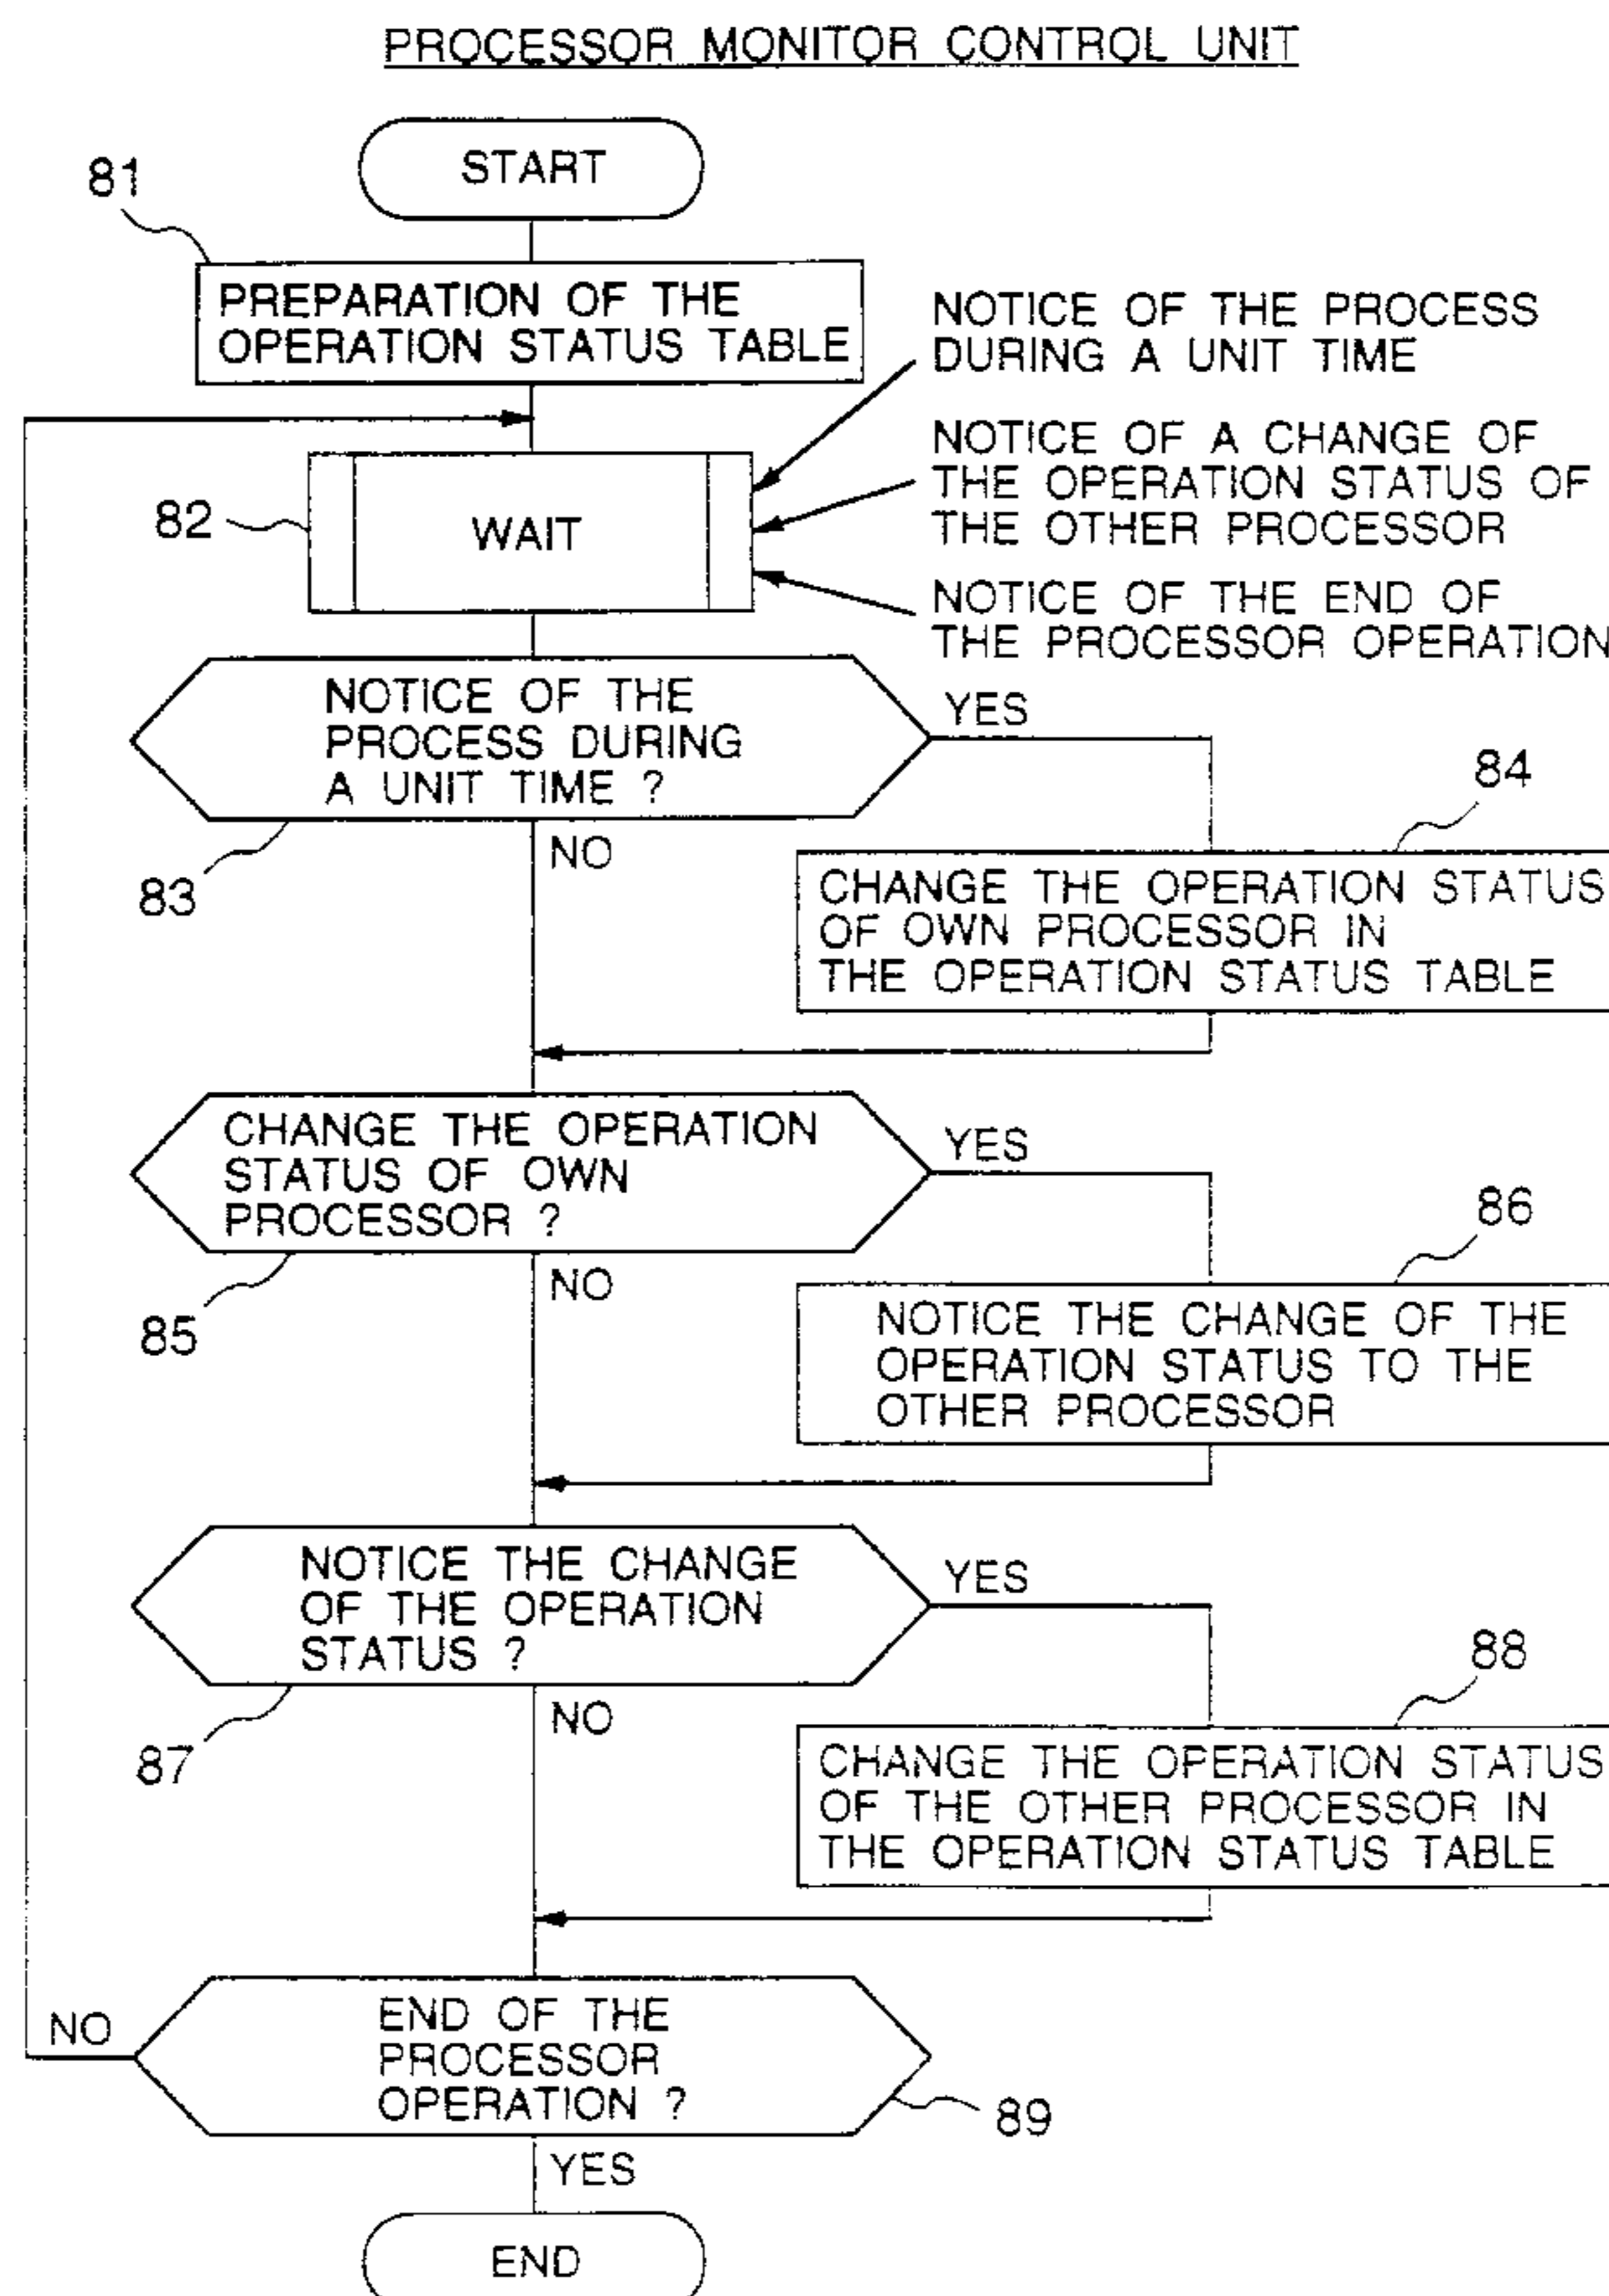 PROCESSOR MONITOR CONTROL UNIT
START
81
PREPARATION OF THE
OPERATION STATUS TABLE
NOTICE OF THE PROCESS
DURING A UNIT TIME
NOTICE OF A CHANGE OF
THE OPERATION STATUS OF
THE OTHER PROCESSOR
82
WAIT
NOTICE OF THE END OF
THE PROCESSOR OPERATION
NOTICE OF THE
PROCESS DURING
A UNIT TIME ?
YES
83
NO
84
CHANGE THE OPERATION STATUS
OF OWN PROCESSOR IN
THE OPERATION STATUS TABLE
CHANGE THE OPERATION
STATUS OF OWN
PROCESSOR ?
YES
85
NO
86
NOTICE THE CHANGE OF THE
OPERATION STATUS TO THE
OTHER PROCESSOR
NOTICE THE CHANGE
OF THE OPERATION
STATUS ?
YES
87
NO
88
CHANGE THE OPERATION STATUS
OF THE OTHER PROCESSOR IN
THE OPERATION STATUS TABLE
NO
END OF THE
PROCESSOR
OPERATION ?
89
YES
END